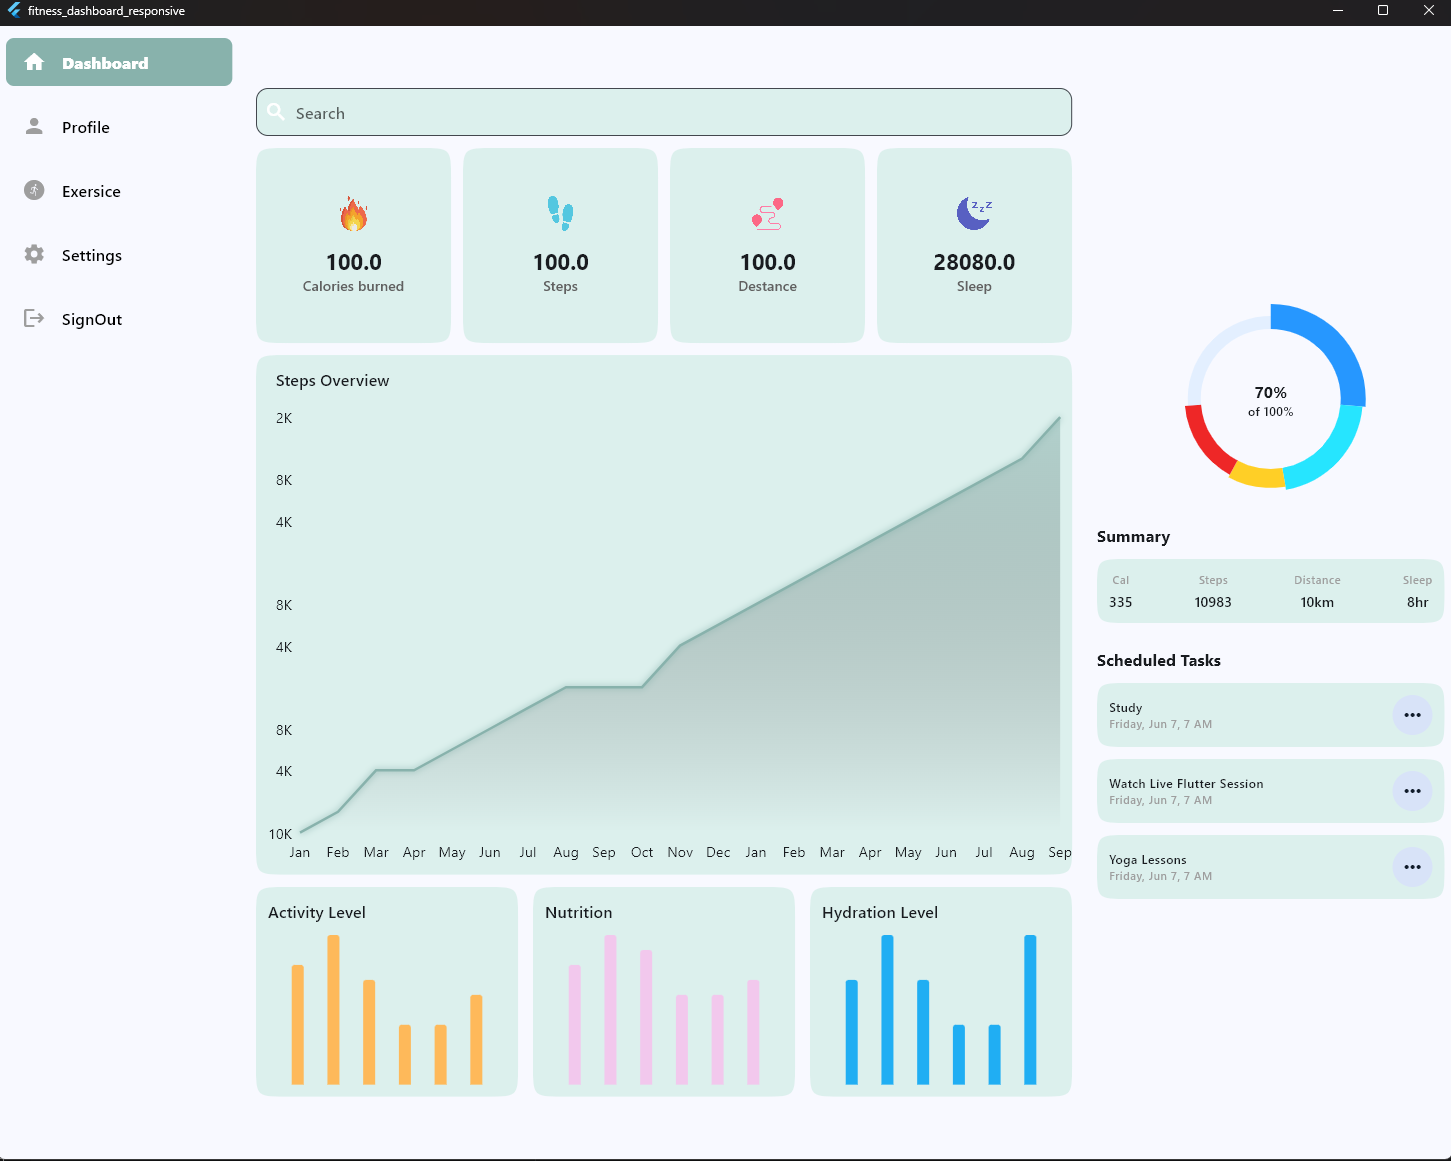 fitness_dashboard_responsive
Dashboard
Profile
Exersice
Settings
SignOut
Search
100.0
Calories burned
100.0
Steps
100.0
Destance
28080.0
zzz
Sleep
Steps Overview
2K
8K
4K
8K
4K
8K
4K
10K
Jan Feb Mar Apr May Jun Jul Aug Sep Oct Nov Dec Jan Feb Mar Apr May Jun Jul Aug Sep
Activity Level
Nutrition
Hydration Level
70%
of 100%
Summary
Cal Steps Distance Sleep
335 10983 10km 8hr
Scheduled Tasks
Study
Friday, Jun 7, 7 AM
Watch Live Flutter Session
Friday, Jun 7, 7 AM
Yoga Lessons
Friday, Jun 7, 7 AM